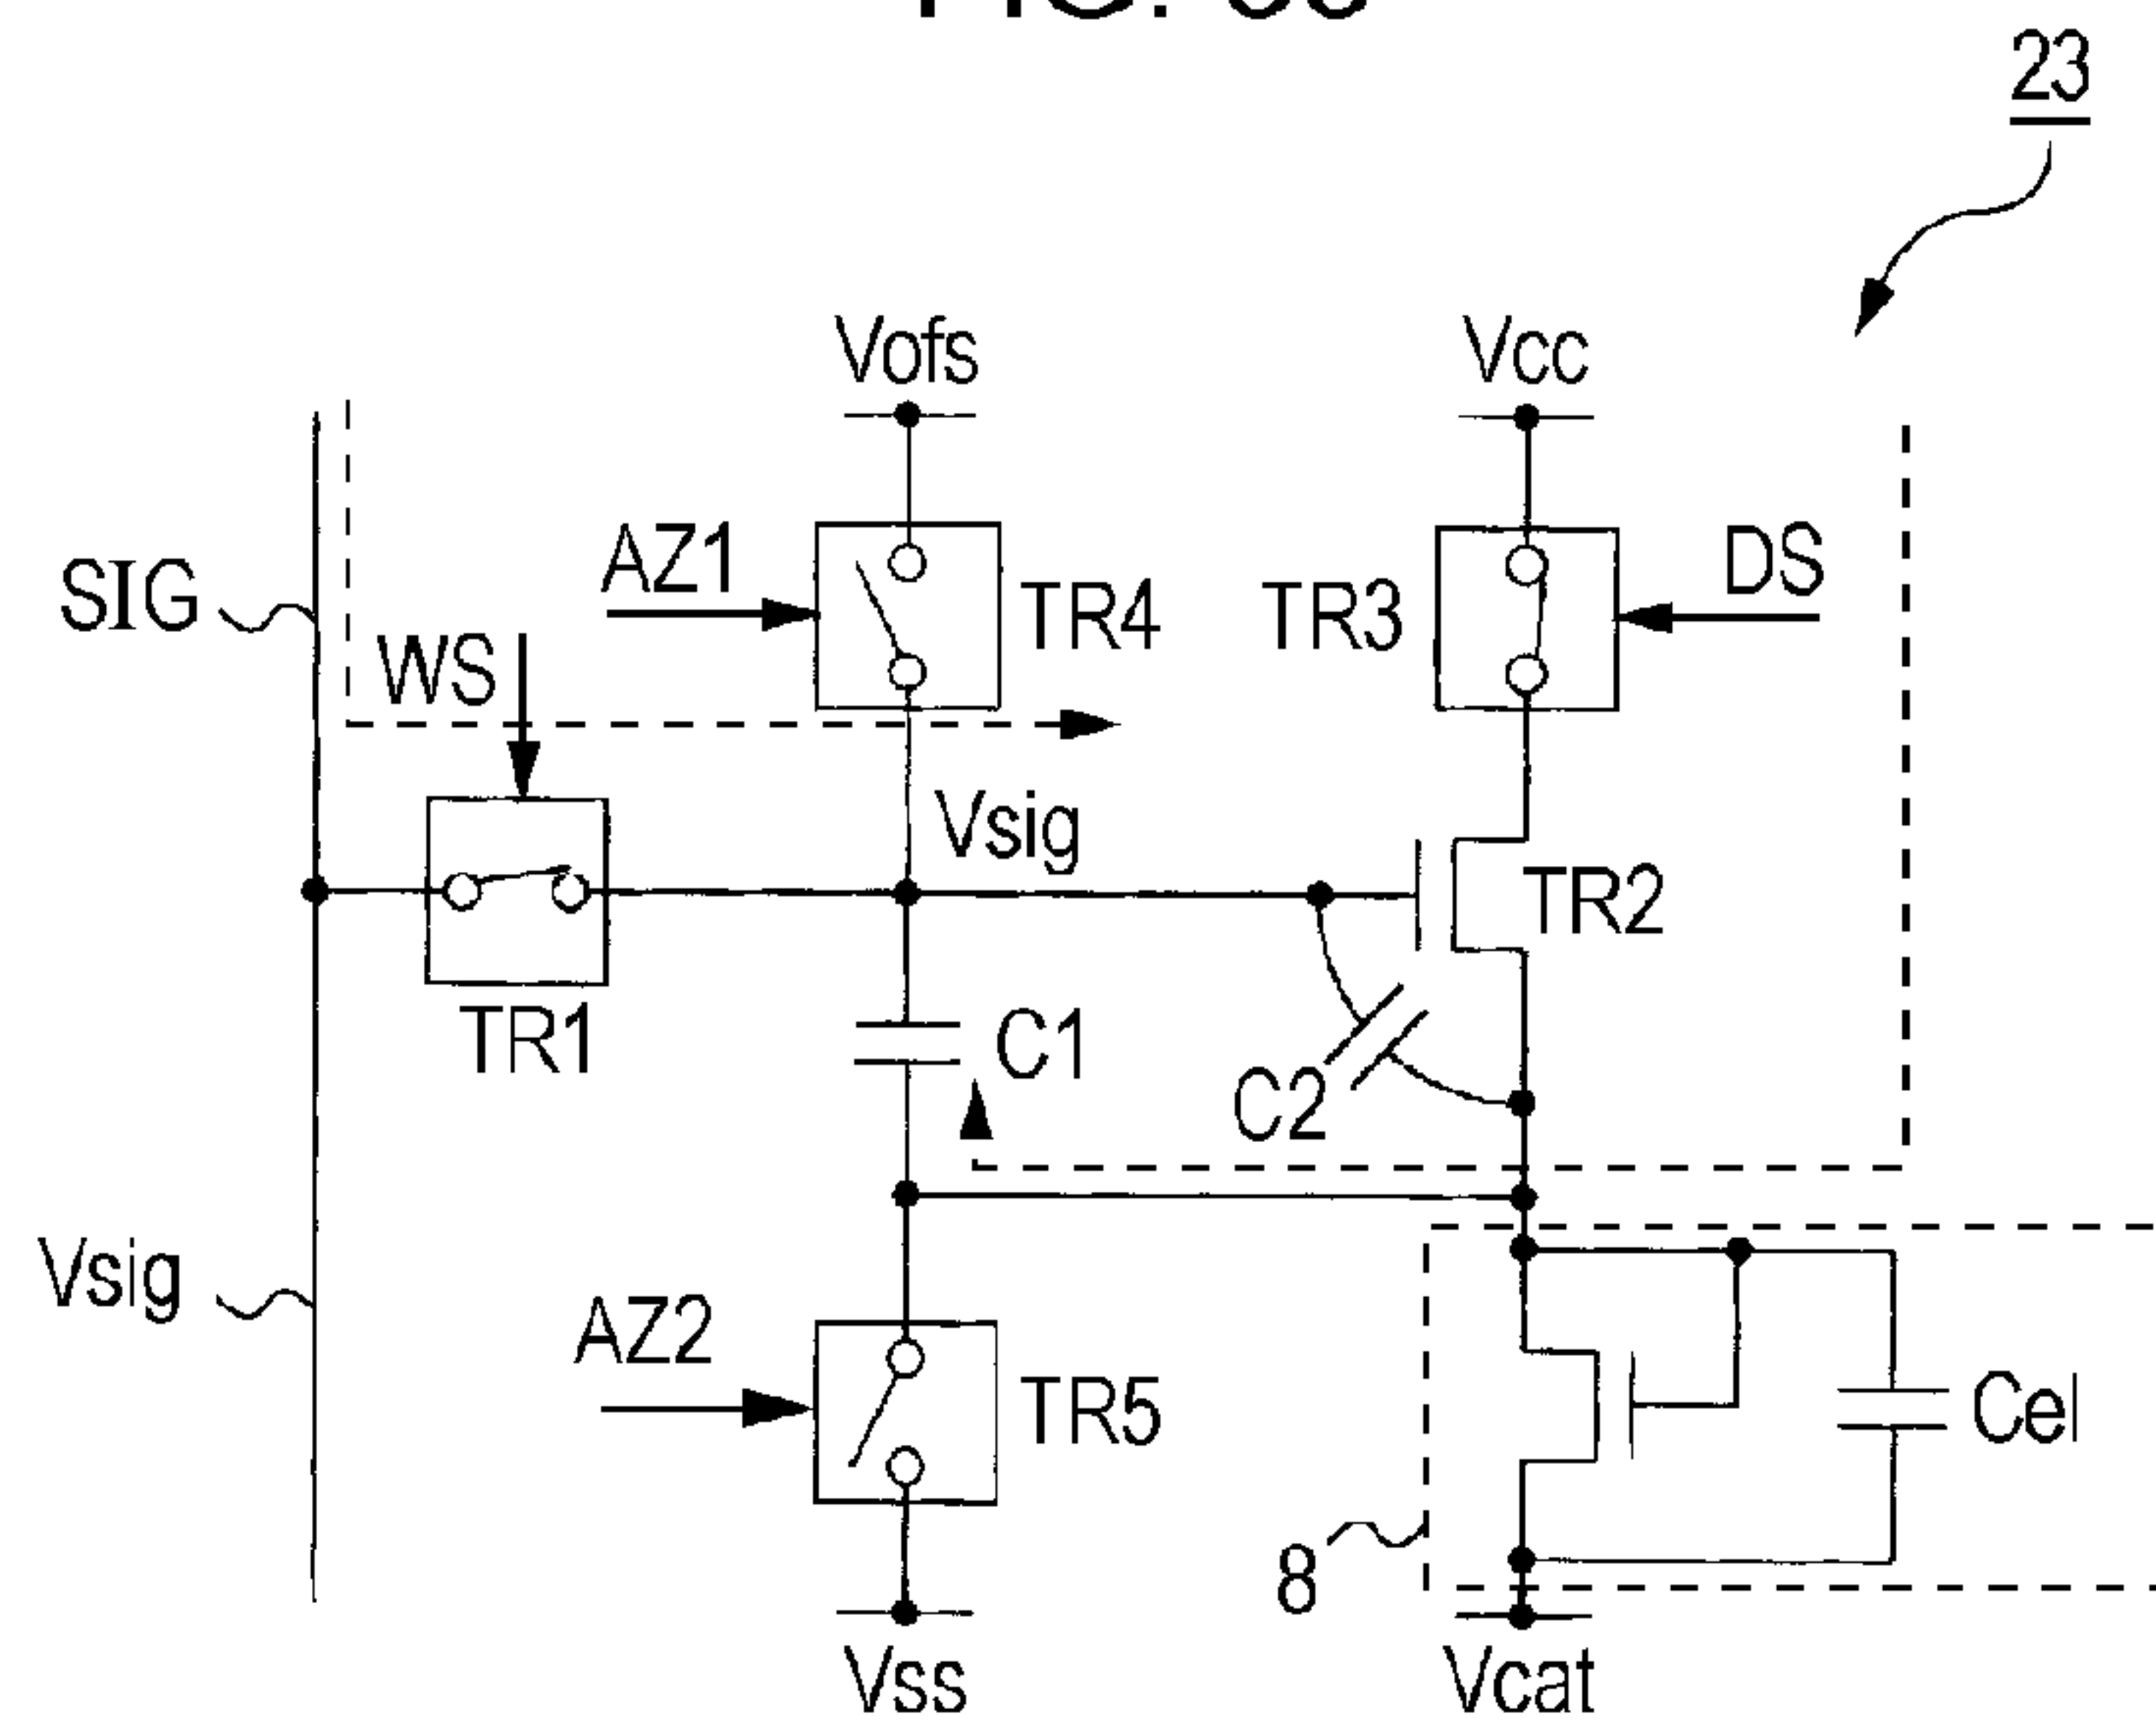 23
Vofs
Vcc
AZ1
DS
SIG
TR4
TR3
WS
Vsig
TR2
TR1
C1
C2
Vsig
AZ2
TR5
Cel
8
Vss
Vcat